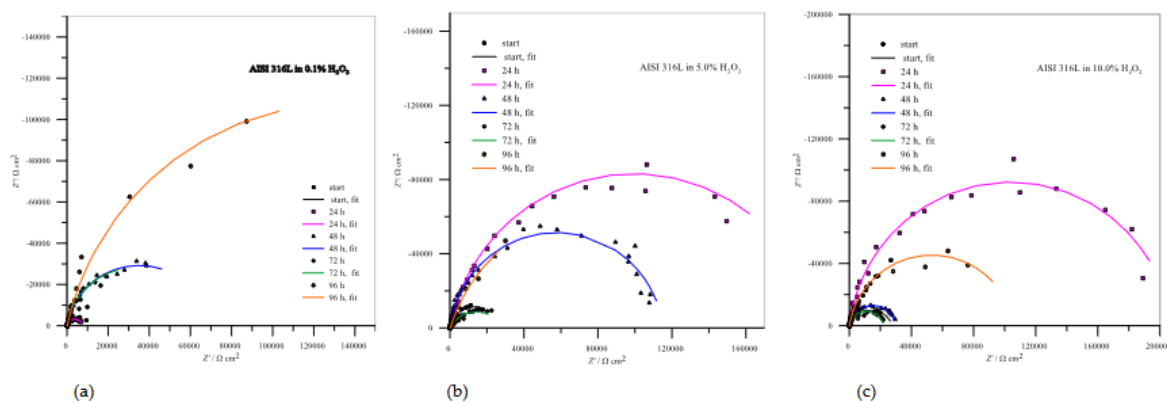 -140000
-120000
-100000
-80000
-60000
-40000
-20000
0
0 20000 40000 60000 80000 100000 120000 140000
Z'' / Ω cm²
Z' / Ω cm²
AISI 316L in 0.1% H₂O₂
start
start, fit
24 h
24 h, fit
48 h
48 h, fit
72 h
72 h, fit
96 h
96 h, fit
(a)
-160000
-120000
-80000
-40000
0
0 40000 80000 120000 160000
Z'' / Ω cm²
Z' / Ω cm²
AISI 316L in 5.0% H₂O₂
start
start, fit
24 h
24 h, fit
48 h
48 h, fit
72 h
72 h, fit
96 h
96 h, fit
(b)
-200000
-160000
-120000
-80000
-40000
0
0 40000 80000 120000 160000 200000
Z'' / Ω cm²
Z' / Ω cm²
AISI 316L in 10.0% H₂O₂
start
start, fit
24 h
24 h, fit
48 h
48 h, fit
72 h
72 h, fit
96 h
96 h, fit
(c)